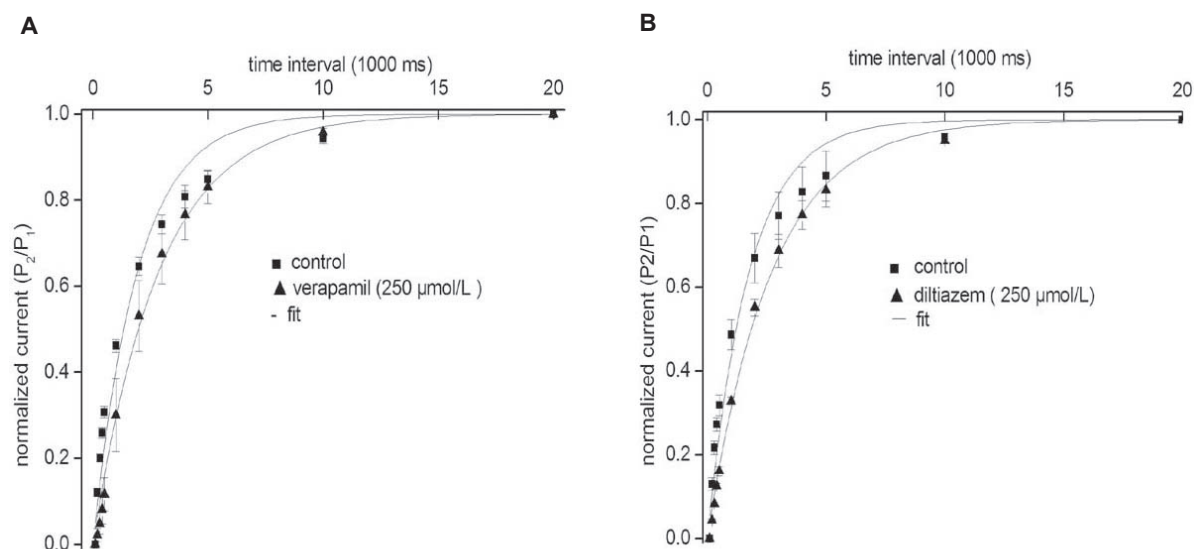 A
time interval (1000 ms)
0 5 10 15 20
1.0
0.8
0.6
0.4
0.2
0.0
normalized current (P2/P1)
control
verapamil (250 μmol/L )
- fit
B
time interval (1000 ms)
0 5 10 15 20
1.0
0.8
0.6
0.4
0.2
0.0
normalized current (P2/P1)
control
diltiazem ( 250 μmol/L)
— fit